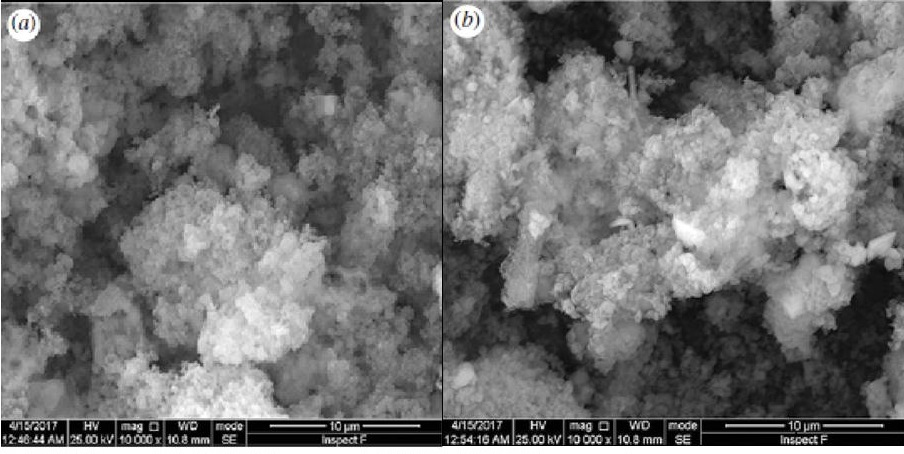 (a)
(b)
4/15/2017 HV mag □ WD mode 10 μm
12:46:44 AM 25.00 kV 10 000 x 10.8 mm SE Inspect F
4/15/2017 HV mag □ WD mode 10 μm
12:54:16 AM 25.00 kV 10 000 x 10.8 mm SE Inspect F